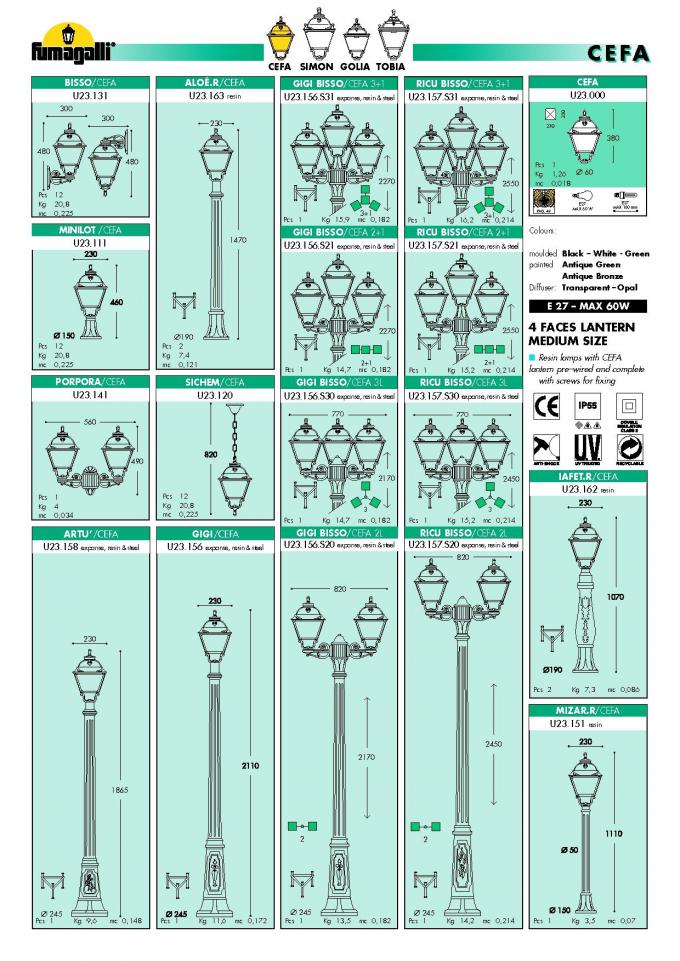 fumagalli®
CEFA SIMON GOLIA TOBIA
CEFA
BISSO/CEFA
U23.131
300
300
480
480
Pcs 12
Kg 20,8
mc 0,225
MINILOT/CEFA
U23.111
230
460
Ø 150
Pcs 12
Kg 20,8
mc 0,225
PORPORA/CEFA
U23.141
560
490
Pcs 1
Kg 4
mc 0,034
ALOË.R/CEFA
U23.163 resin
230
1470
Ø190
Pcs 2
Kg 7,4
mc 0,121
SICHEM/CEFA
U23.120
820
Pcs 12
Kg 20,8
mc 0,225
GIGI BISSO/CEFA 3+1
U23.156.S31 expanse, resin & steel
2270
3+1
Pcs 1 Kg 15,9 mc 0,182
RICU BISSO/CEFA 3+1
U23.157.S31 expanse, resin & steel
2550
3+1
Pcs 1 Kg 16,2 mc 0,214
GIGI BISSO/CEFA 2+1
U23.156.S21 expanse, resin & steel
2270
2+1
Pcs 1 Kg 14,7 mc 0,182
RICU BISSO/CEFA 2+1
U23.157.S21 expanse, resin & steel
2550
2+1
Pcs 1 Kg 15,2 mc 0,214
GIGI BISSO/CEFA 3L
U23.156.S30 expanse, resin & steel
770
2170
3
Pcs 1 Kg 14,7 mc 0,182
RICU BISSO/CEFA 3L
U23.157.S30 expanse, resin & steel
770
2450
3
Pcs 1 Kg 15,2 mc 0,214
CEFA
U23.000
380
Ø 60
Pcs 1
Kg 1,26
mc 0,018
E27
MAX 60W
E27
MAX 160 mm
Colours:
moulded Black – White - Green
painted Antique Green
Antique Bronze
Diffuser: Transparent –Opal
E 27 – MAX 60W
4 FACES LANTERN
MEDIUM SIZE
Resin lamps with CEFA
lantern pre-wired and complete
with screws for fixing
CE IP55
DOUBLE
INSULATION
CLASS 2
U.V.
ANTI-SHOCK UV TREATED RECYCLABLE
ARTU'/CEFA
U23.158 expanse, resin & steel
230
1865
Ø 245
Pcs 1 Kg 9,6 mc 0,148
GIGI/CEFA
U23.156 expanse, resin & steel
230
2110
Ø 245
Pcs 1 Kg 11,6 mc 0,172
GIGI BISSO/CEFA 2L
U23.156.S20 expanse, resin & steel
820
2170
2
Ø 245
Pcs 1 Kg 13,5 mc 0,182
RICU BISSO/CEFA 2L
U23.157.S20 expanse, resin & steel
820
2450
2
Ø 245
Pcs 1 Kg 14,2 mc 0,214
IAFET.R/CEFA
U23.162 resin
230
1070
Ø190
Pcs 2 Kg 7,3 mc 0,086
MIZAR.R/CEFA
U23.151 resin
230
1110
Ø 50
Ø 150
Pcs 1 Kg 3,5 mc 0,07